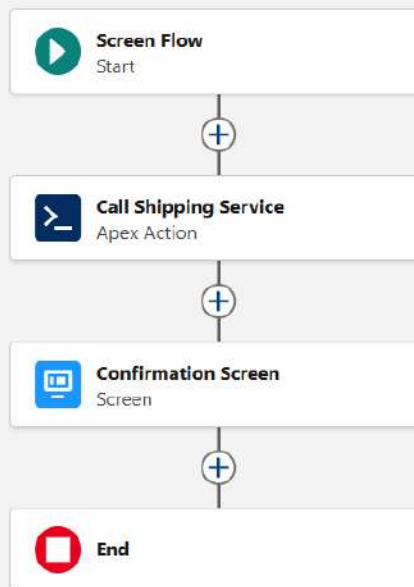 Screen Flow
Start
Call Shipping Service
Apex Action
Confirmation Screen
Screen
End